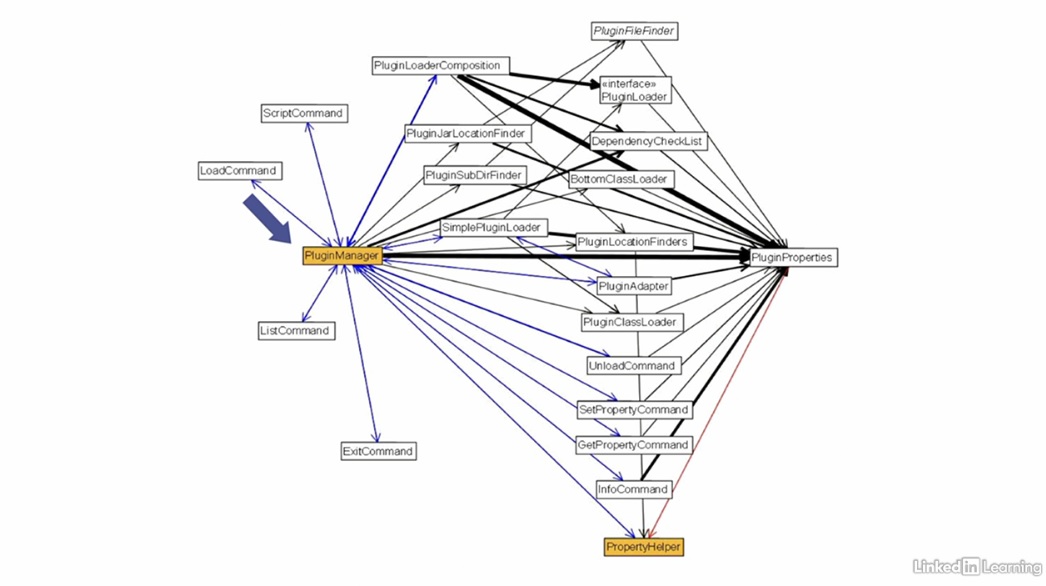 PluginFileFinder
PluginLoaderComposition
«interface»
PluginLoader
ScriptCommand
PluginJarLocationFinder
DependencyCheckList
LoadCommand
PluginSubDirFinder
BottomClassLoader
SimplePluginLoader
PluginLocationFinders
PluginManager
PluginProperties
PluginAdapter
PluginClassLoader
ListCommand
UnloadCommand
SetPropertyCommand
GetPropertyCommand
ExitCommand
InfoCommand
PropertyHelper
Linked in Learning